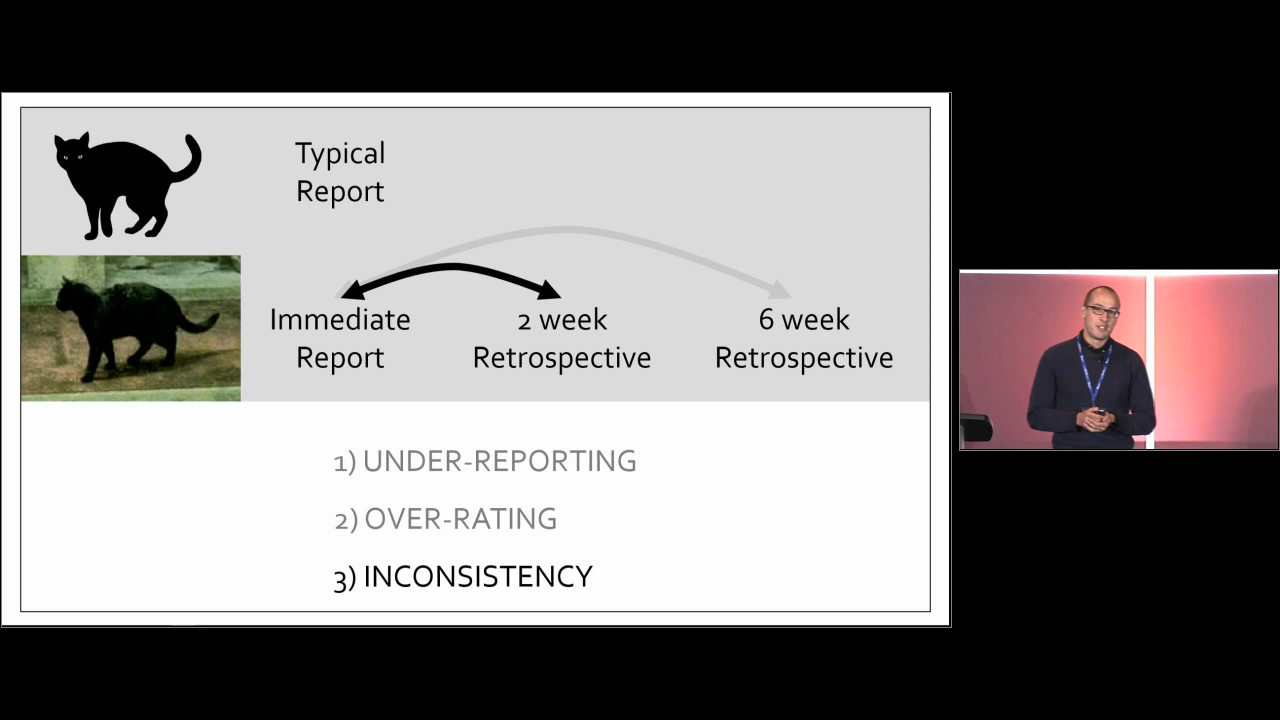 Typical
Report
Immediate
Report
2 week
Retrospective
6 week
Retrospective
1) UNDER-REPORTING
2) OVER-RATING
3) INCONSISTENCY